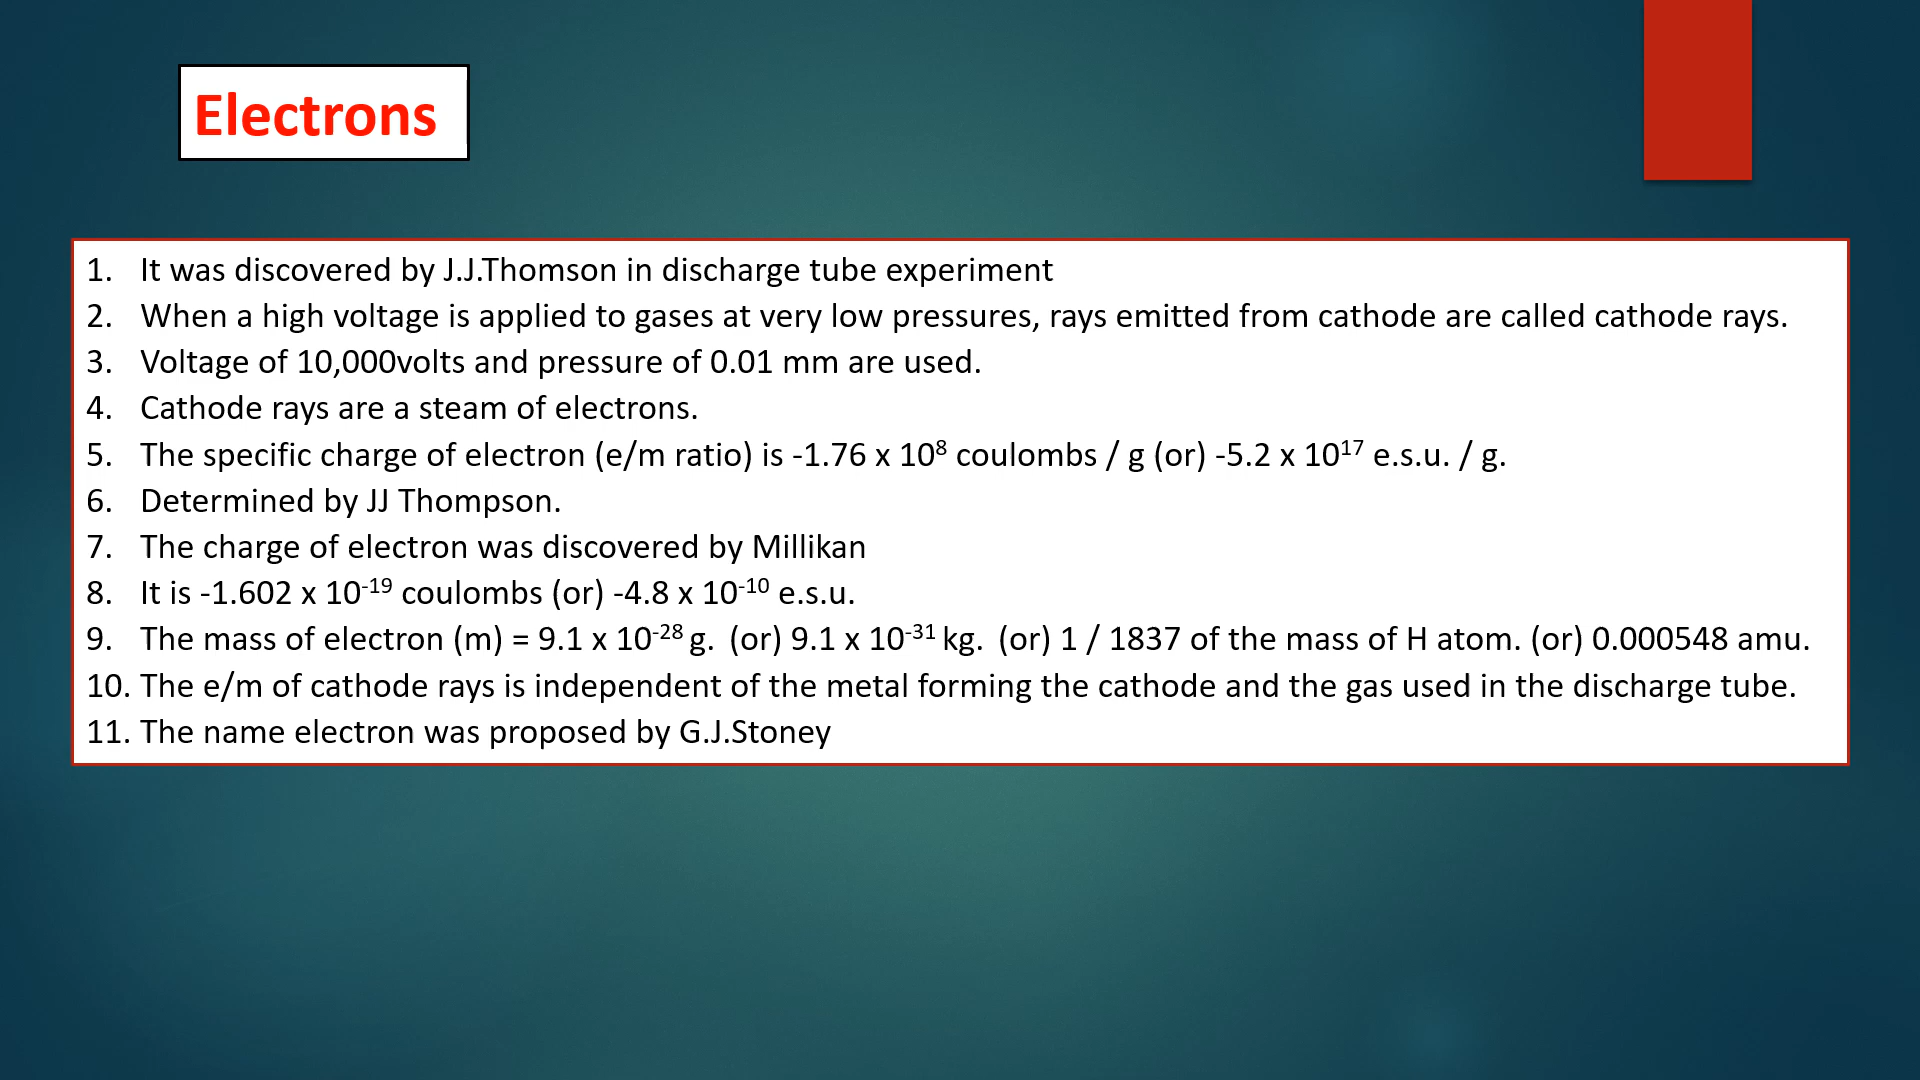 Electrons
1. It was discovered by J.J.Thomson in discharge tube experiment
2. When a high voltage is applied to gases at very low pressures, rays emitted from cathode are called cathode rays.
3. Voltage of 10,000volts and pressure of 0.01 mm are used.
4. Cathode rays are a steam of electrons.
5. The specific charge of electron (e/m ratio) is -1.76 x 10⁸ coulombs / g (or) -5.2 x 10¹⁷ e.s.u. / g.
6. Determined by JJ Thompson.
7. The charge of electron was discovered by Millikan
8. It is -1.602 x 10⁻¹⁹ coulombs (or) -4.8 x 10⁻¹⁰ e.s.u.
9. The mass of electron (m) = 9.1 x 10⁻²⁸ g. (or) 9.1 x 10⁻³¹ kg. (or) 1 / 1837 of the mass of H atom. (or) 0.000548 amu.
10. The e/m of cathode rays is independent of the metal forming the cathode and the gas used in the discharge tube.
11. The name electron was proposed by G.J.Stoney